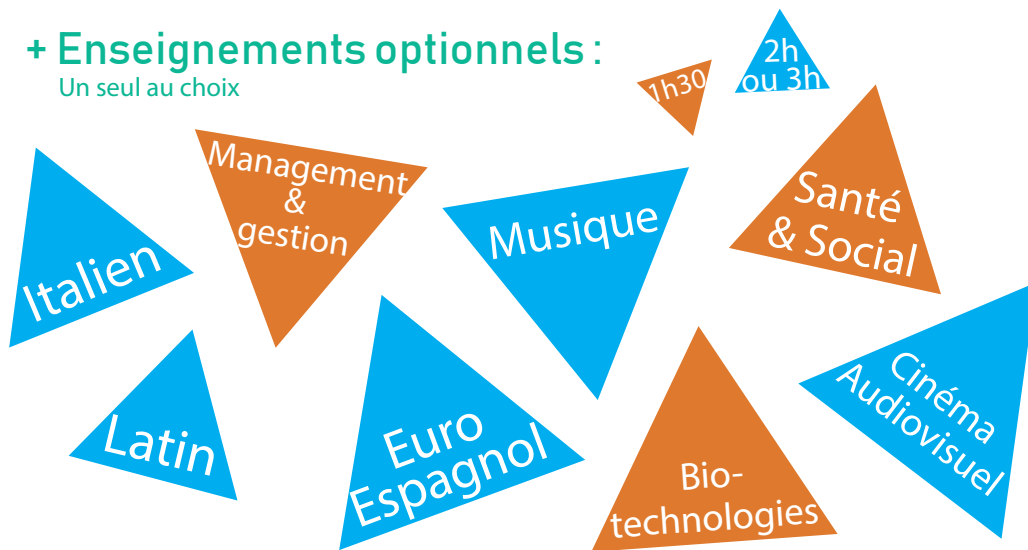 + Enseignements optionnels :
Un seul au choix
1h30
2h
ou 3h
Management
&
gestion
Santé
& Social
Musique
Italien
Cinéma
Audiovisuel
Latin
Euro
Espagnol
Bio-
technologies